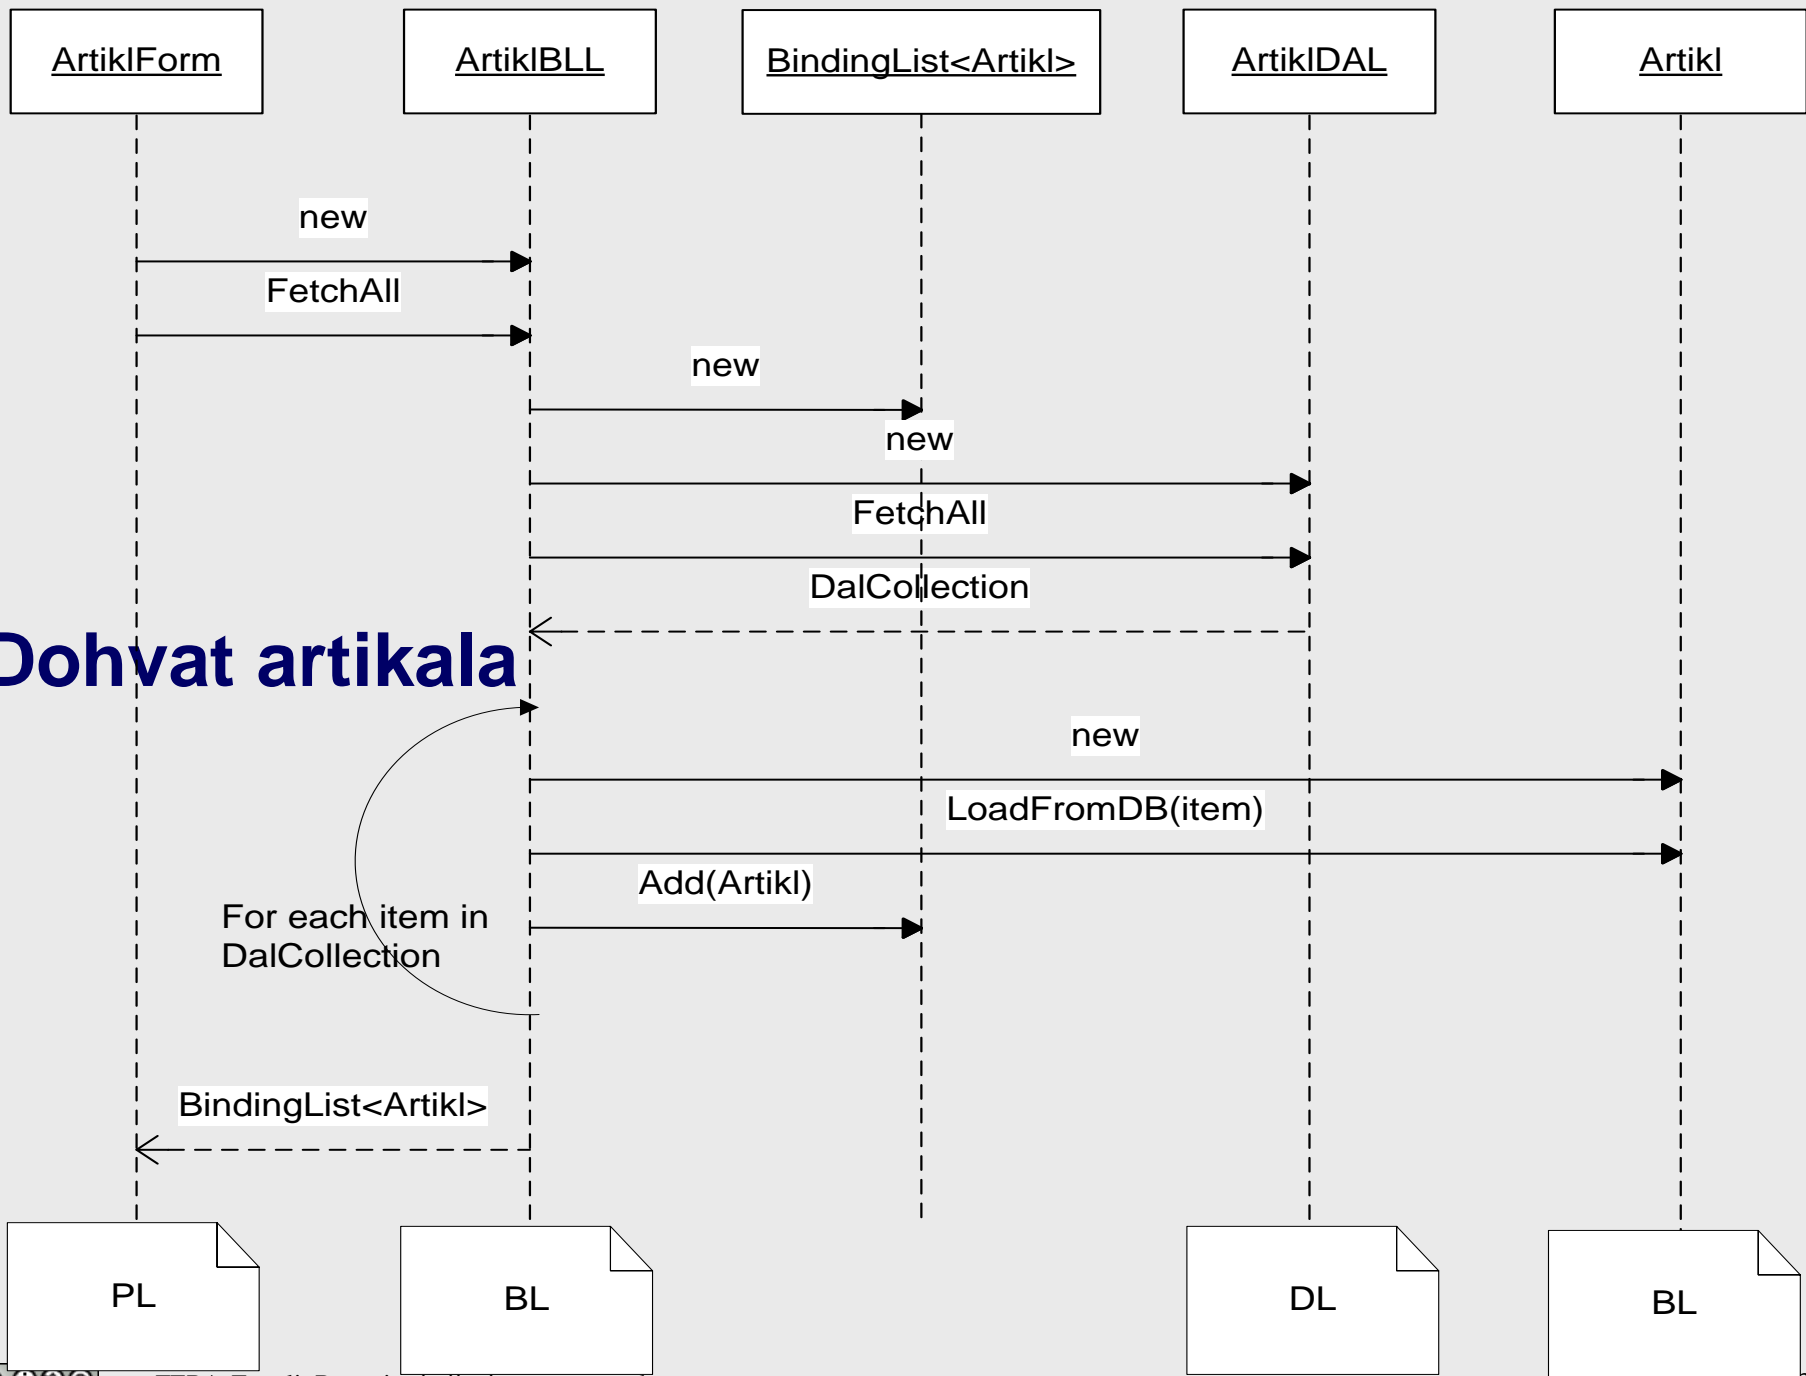 ArtiklForm
ArtiklBLL
BindingList<Artikl>
ArtiklDAL
Artikl
new
FetchAll
new
new
FetchAll
DalCollection
Dohvat artikala
new
LoadFromDB(item)
Add(Artikl)
For each item in
DalCollection
BindingList<Artikl>
PL
BL
DL
BL